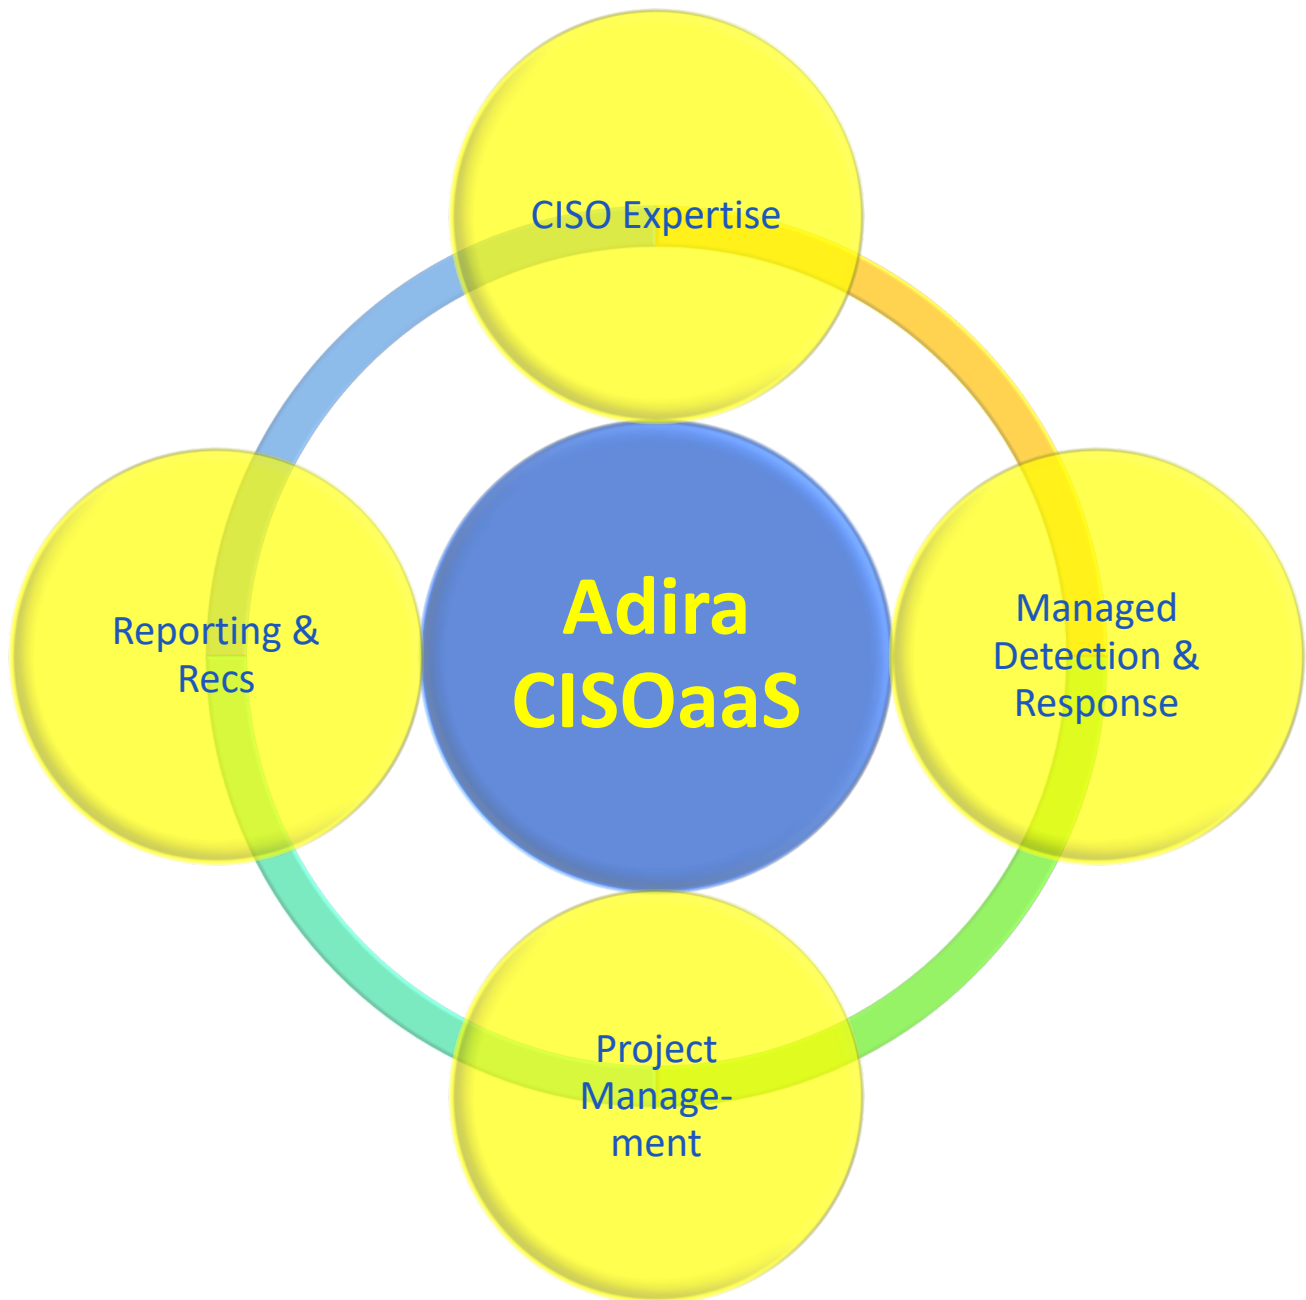 CISO Expertise
Managed
Detection &
Response
Adira
CISOaaS
Reporting &
Recs
Project
Manage-
ment